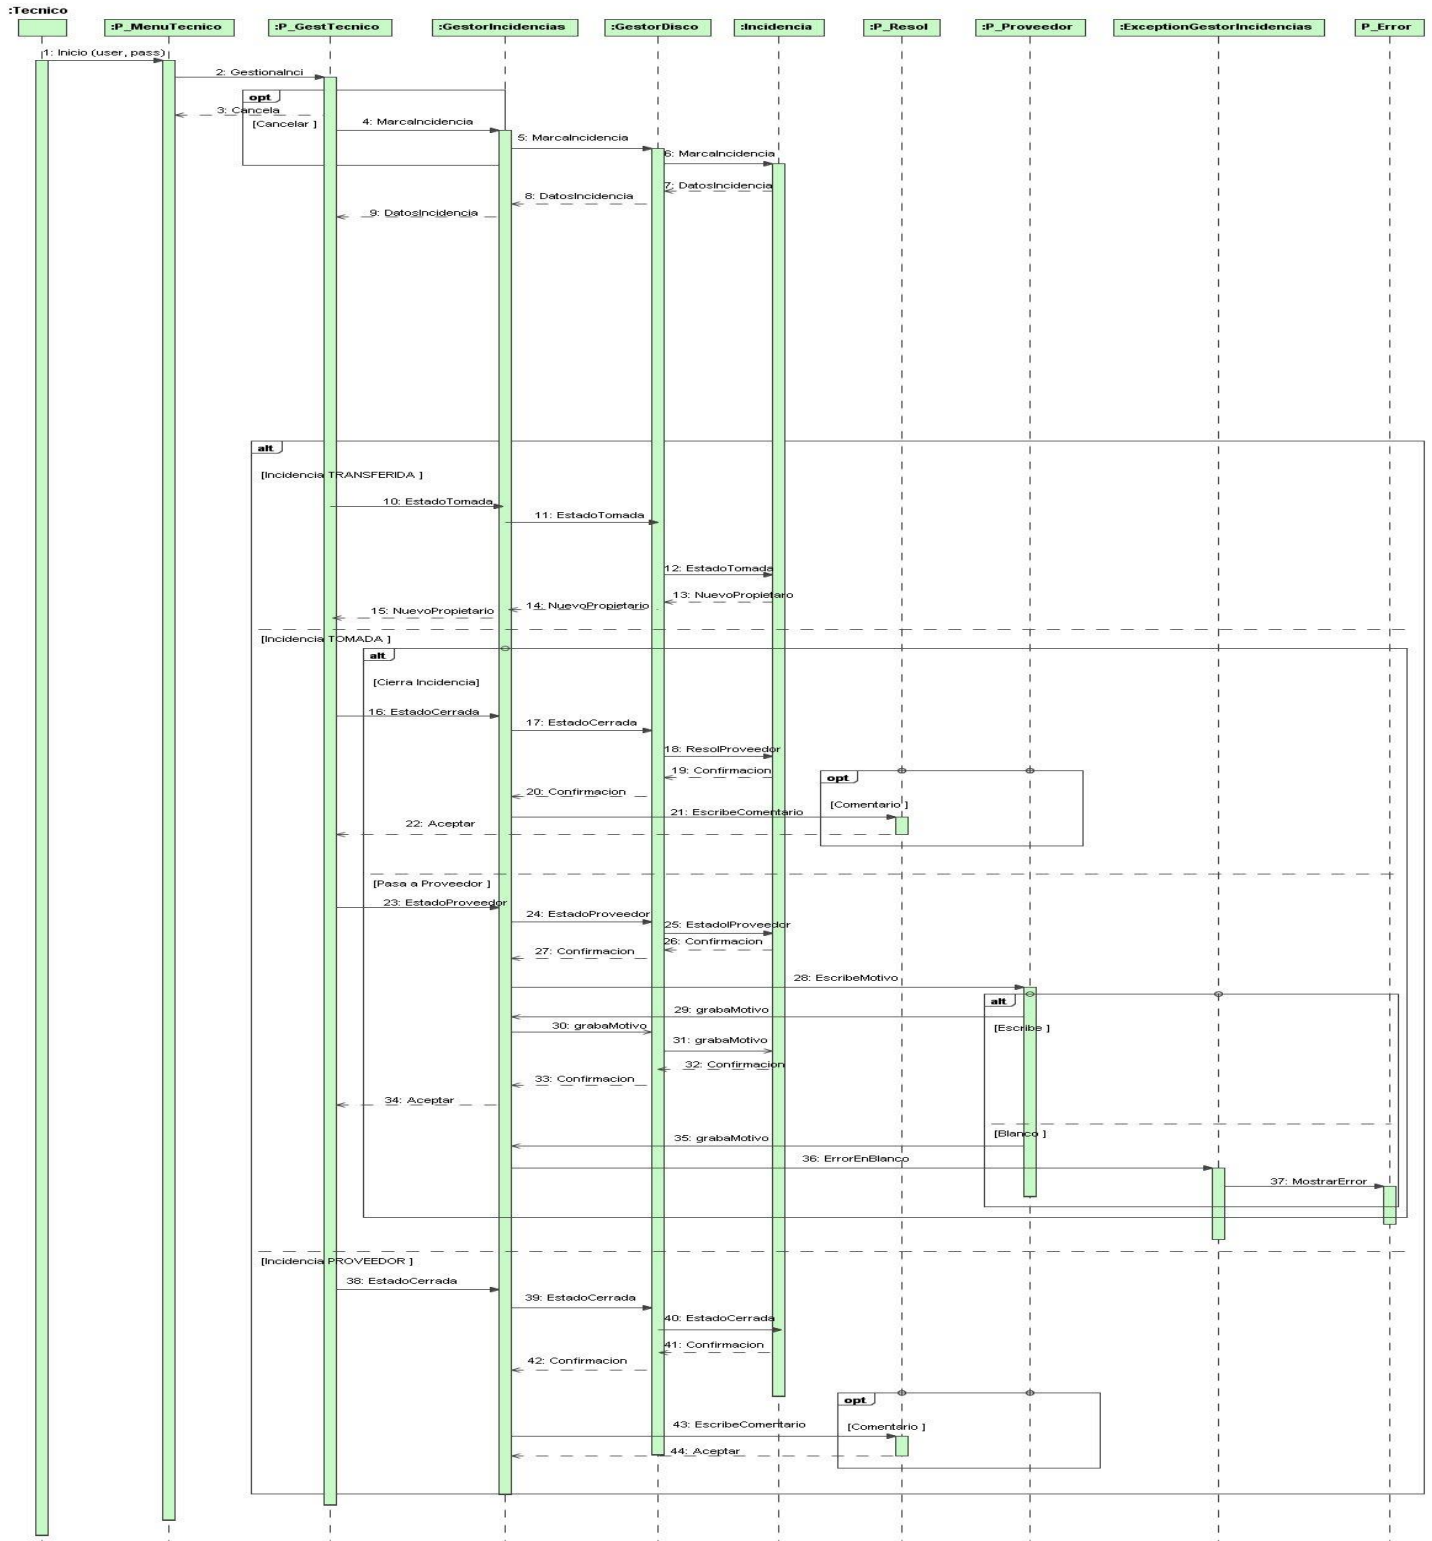 :Tecnico
:P_MenuTecnico
:P_GestTecnico
:GestorIncidencias
:GestorDisco
:Incidencia
:P_Resol
:P_Proveedor
:ExceptionGestorIncidencias
P_Error
1: Inicio (user, pass)
2: GestionaInci
opt
3: Cancela
[Cancelar ]
4: MarcaIncidencia
5: MarcaIncidencia
6: MarcaIncidencia
7: DatosIncidencia
8: DatosIncidencia
9: DatosIncidencia
alt
[Incidencia TRANSFERIDA ]
10: EstadoTomada
11: EstadoTomada
12: EstadoTomada
13: NuevoPropietaro
14: NuevoPropietario
15: NuevoPropietario
[Incidencia TOMADA ]
alt
[Cierra Incidencia]
16: EstadoCerrada
17: EstadoCerrada
18: ResolProveedor
19: Confirmacion
opt
20: Confirmacion
[Comentario ]
21: EscribeComentario
22: Aceptar
[Pasa a Proveedor ]
23: EstadoProveedor
24: EstadoProveedor
25: EstadolProveedor
26: Confirmacion
27: Confirmacion
28: EscribeMotivo
alt
29: grabaMotivo
30: grabaMotivo
[Escribe ]
31: grabaMotivo
32: Confirmacion
33: Confirmacion
34: Aceptar
[Blanco ]
35: grabaMotivo
36: ErrorEnBlanco
37: MostrarError
[Incidencia PROVEEDOR ]
38: EstadoCerrada
39: EstadoCerrada
40: EstadoCerrada
41: Confirmacion
42: Confirmacion
opt
43: EscribeComentario
[Comentario ]
44: Aceptar